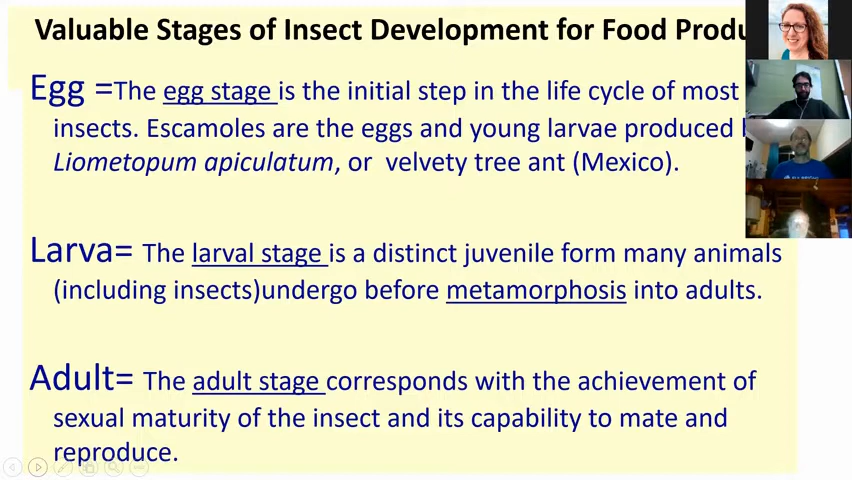 Valuable Stages of Insect Development for Food
Egg =The egg stage is the initial step in the life cycle of most
insects. Escamoles are the eggs and young larvae produced
Liometopum apiculatum, or velvety tree ant (Mexico).
Larva= The larval stage is a distinct juvenile form many animals
(including insects)undergo before metamorphosis into adults.
Adult= The adult stage corresponds with the achievement of
sexual maturity of the insect and its capability to mate and
reproduce.